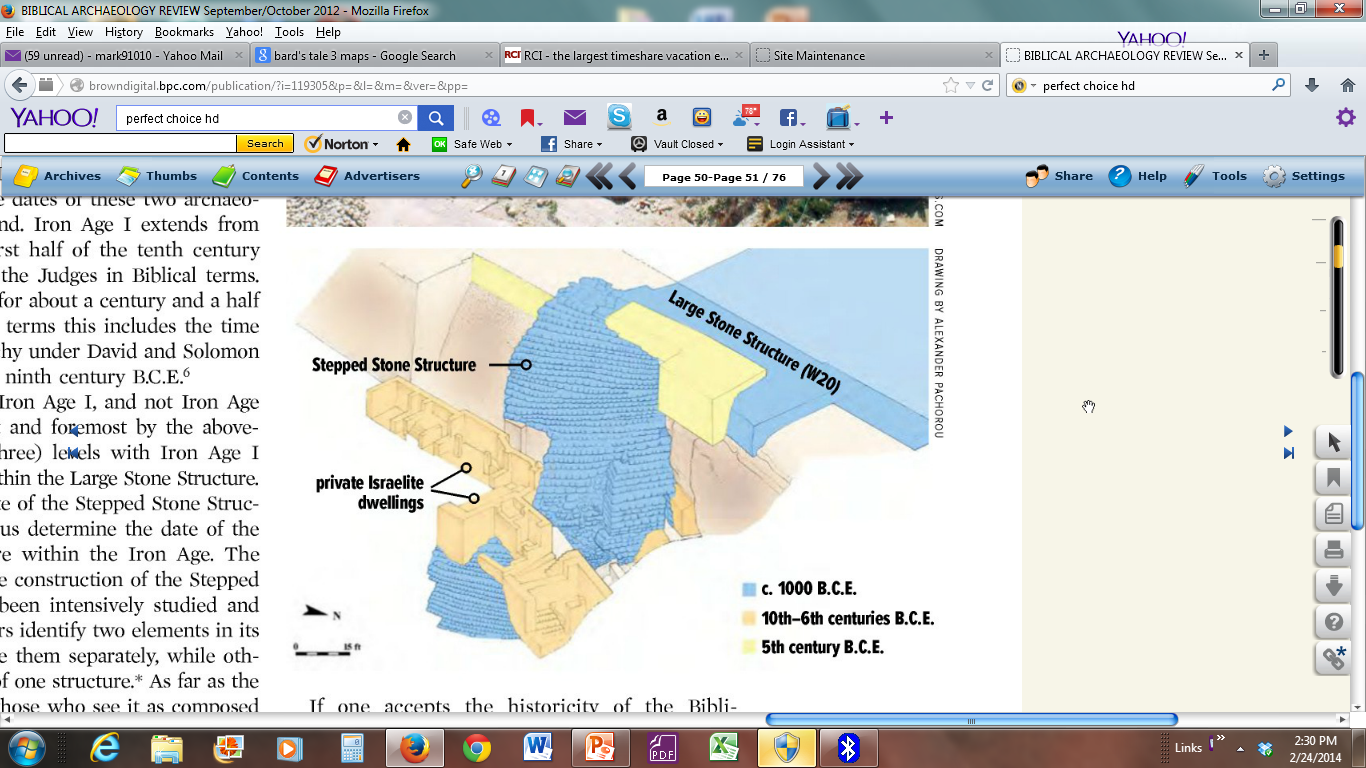 BIBLICAL ARCHAEOLOGY REVIEW September/October 2012 - Mozilla Firefox
File Edit View History Bookmarks Yahoo! Tools Help
YAHOO!
(59 unread) - mark91010 - Yahoo Mail
bard's tale 3 maps - Google Search
RCI RCI - the largest timeshare vacation e...
Site Maintenance
BIBLICAL ARCHAEOLOGY REVIEW Se...
browndigital.bpc.com/publication/?i=119305&p=&l=&m=&ver=&pp=
perfect choice hd
YAHOO! perfect choice hd 78°
Search Norton OK Safe Web Share Vault Closed Login Assistant
Archives Thumbs Contents Advertisers Page 50-Page 51 / 76 Share Help Tools Settings
e dates of these two archaeo-
nd. Iron Age I extends from
rst half of the tenth century
the Judges in Biblical terms.
for about a century and a half
terms this includes the time
hy under David and Solomon
ninth century B.C.E.6
Iron Age I, and not Iron Age
t and foremost by the above-
hree) levels with Iron Age I
thin the Large Stone Structure.
te of the Stepped Stone Struc-
us determine the date of the
re within the Iron Age. The
e construction of the Stepped
been intensively studied and
rs identify two elements in its
e them separately, while oth-
of one structure.* As far as the
hose who see it as composed
S.COM
DRAWING BY ALEXANDER PACHOROU
Large Stone Structure (W20)
Stepped Stone Structure
private Israelite
dwellings
N
0 15 ft
c. 1000 B.C.E.
10th–6th centuries B.C.E.
5th century B.C.E.
If one accepts the historicity of the Bibli-
W P PDF X
Links »
2:30 PM
2/24/2014